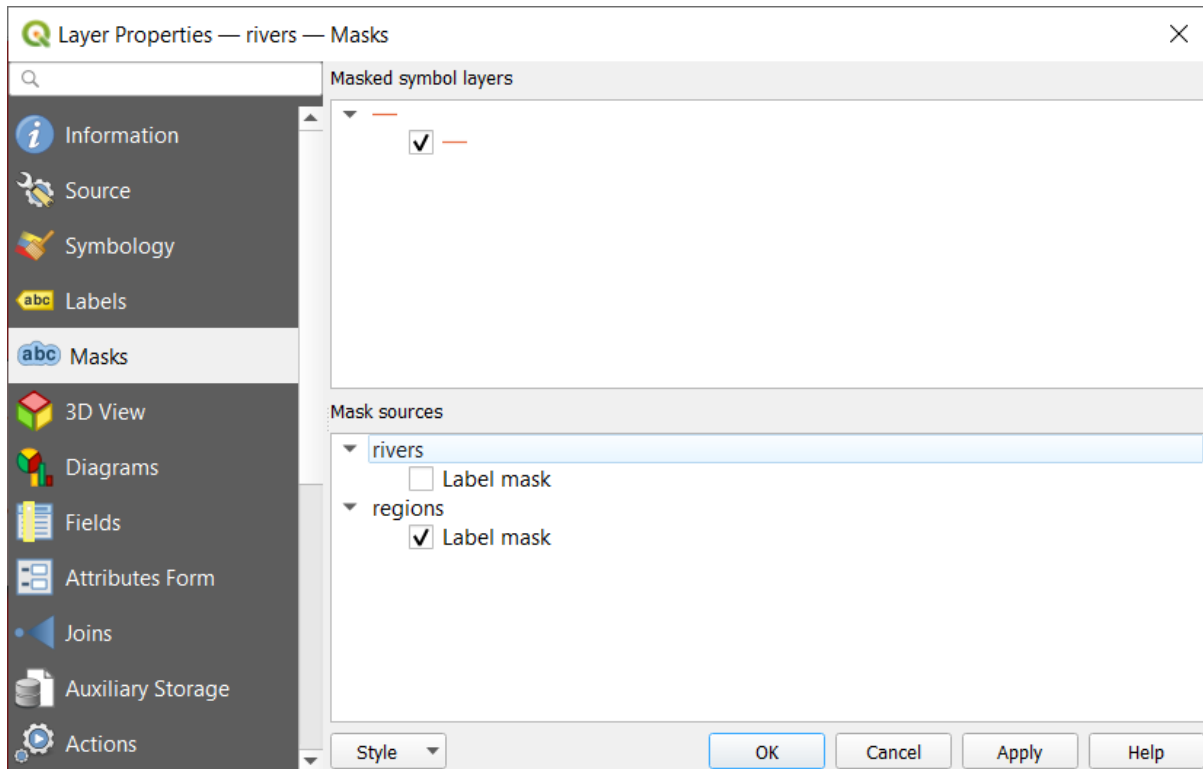 Layer Properties — rivers — Masks
Masked symbol layers
Information
Source
Symbology
abc Labels
abc Masks
3D View
Diagrams
Fields
Attributes Form
Joins
Auxiliary Storage
Actions
Mask sources
rivers
Label mask
regions
Label mask
Style
OK
Cancel
Apply
Help